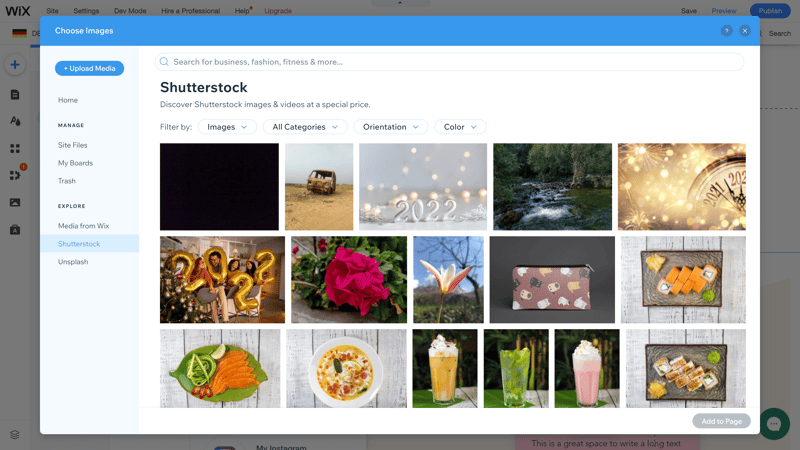 WiX Site Settings Dev Mode Hire a Professional Help Upgrade Save Preview Publish
DE Search
Choose Images ? ×
+ Upload Media
Home
MANAGE
Site Files
My Boards
Trash
EXPLORE
Media from Wix
Shutterstock
Unsplash
Search for business, fashion, fitness & more...
Shutterstock
Discover Shutterstock images & videos at a special price.
Filter by: Images All Categories Orientation Color
2022
2021
2022
Add to Page
1
My Instagram
This is a great space to write a long text